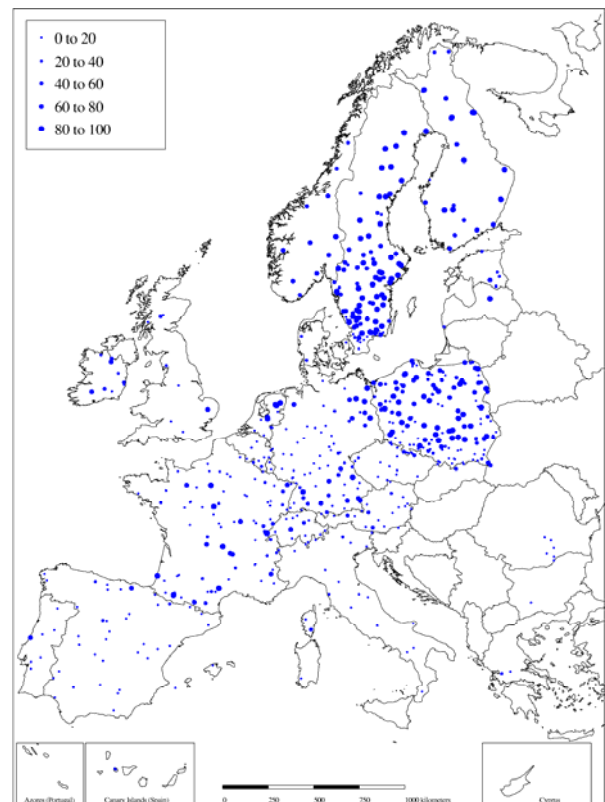 0 to 20
20 to 40
40 to 60
60 to 80
80 to 100
Azores (Portugal)
Canary Islands (Spain)
Cyprus
0 250 500 750 1000 kilometers